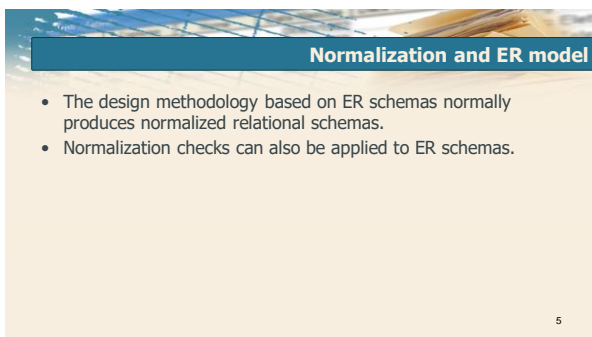 Normalization and ER model
• The design methodology based on ER schemas normally
produces normalized relational schemas.
• Normalization checks can also be applied to ER schemas.
5